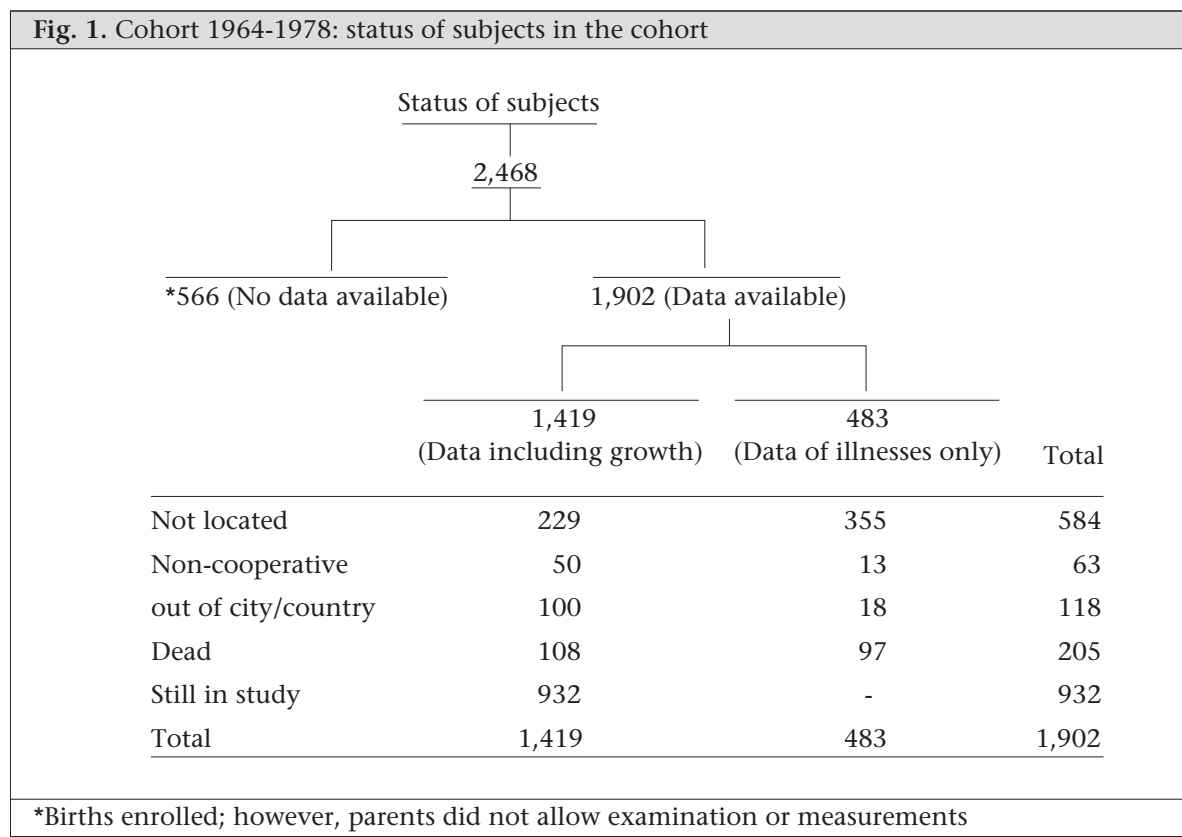 Fig. 1. Cohort 1964-1978: status of subjects in the cohort
Status of subjects
2,468
*566 (No data available) 1,902 (Data available)
1,419 483
(Data including growth) (Data of illnesses only) Total
Not located 229 355 584
Non-cooperative 50 13 63
out of city/country 100 18 118
Dead 108 97 205
Still in study 932 - 932
Total 1,419 483 1,902
*Births enrolled; however, parents did not allow examination or measurements